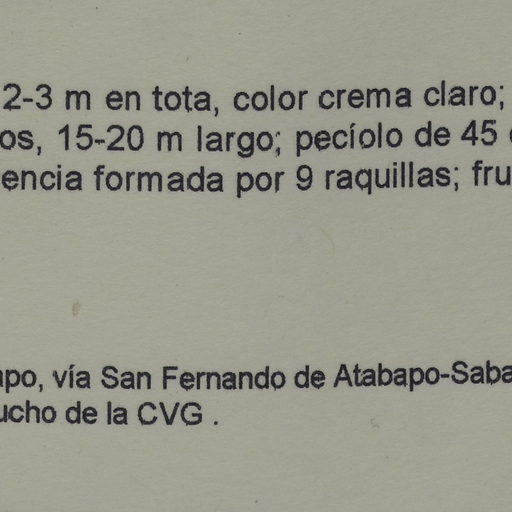 2-3 m en tota, color crema claro;
os, 15-20 m largo; pecíolo de 45
encia formada por 9 raquillas; fru
apo, vía San Fernando de Atabapo-Saba
ucho de la CVG .